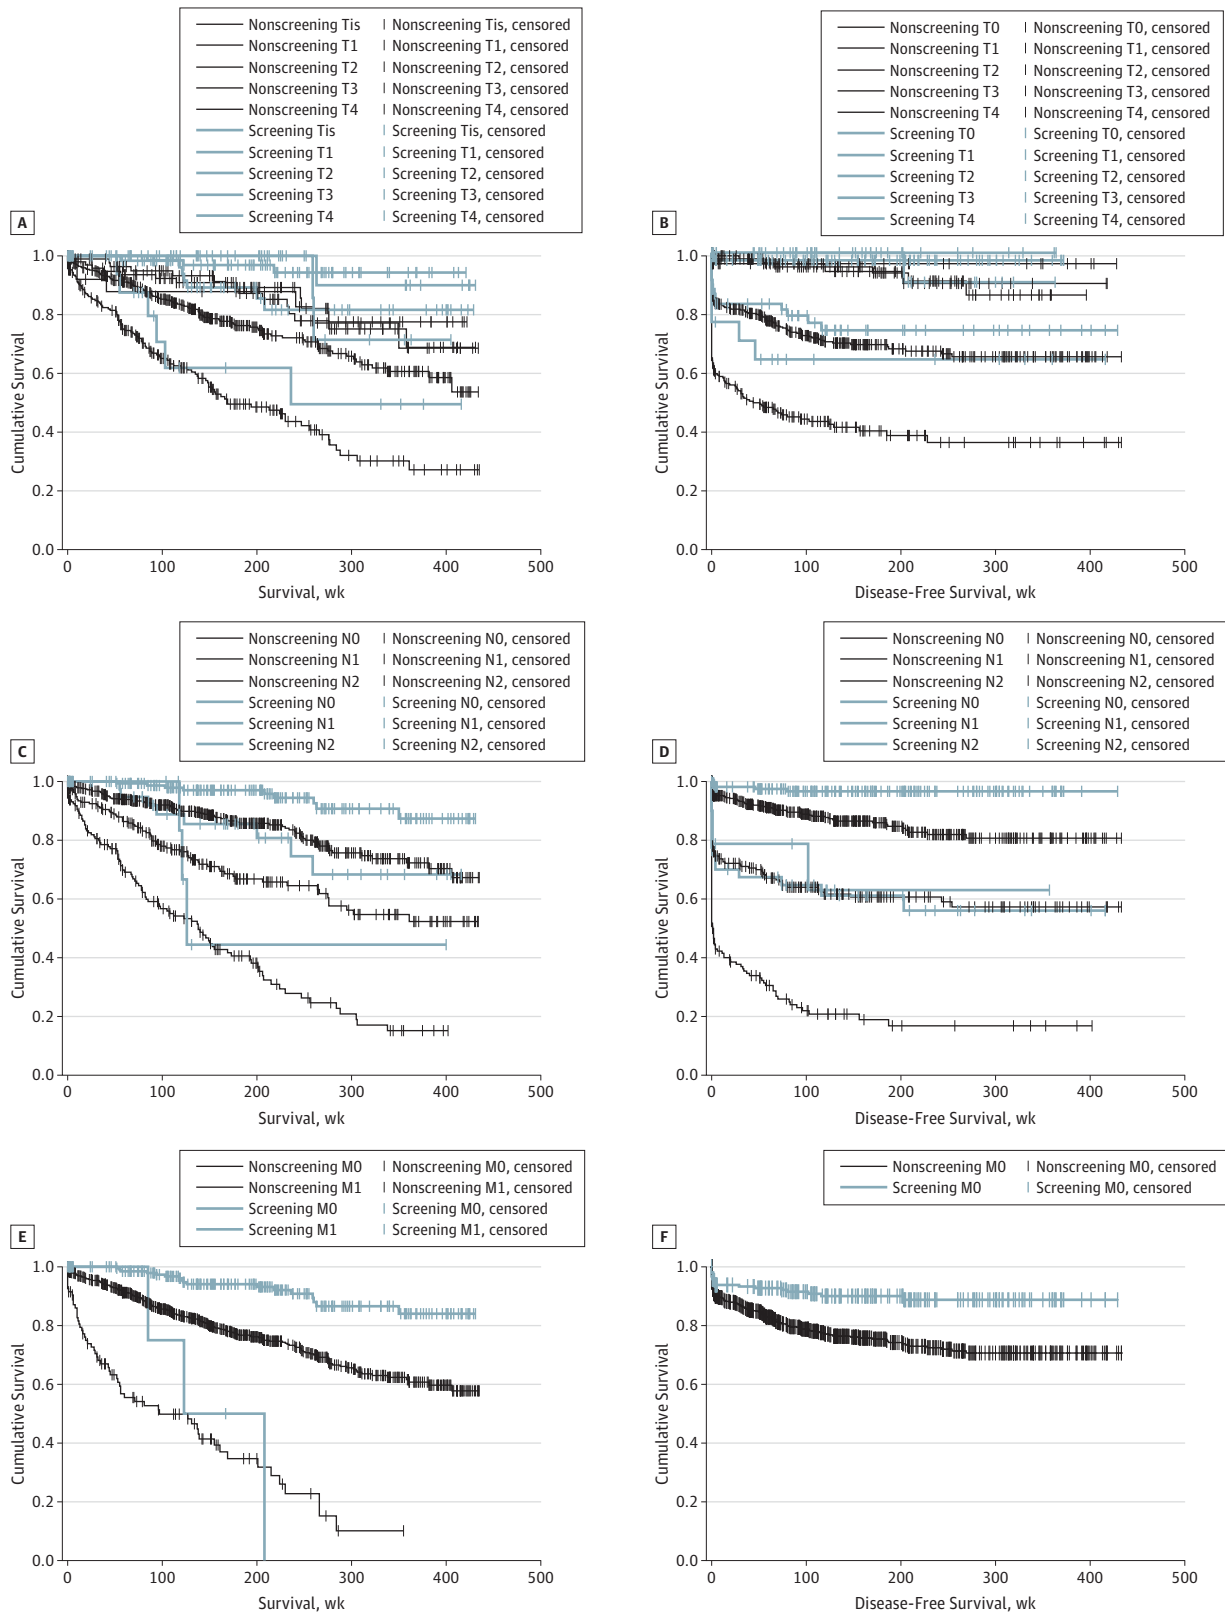 Nonscreening Tis | Nonscreening Tis, censored
Nonscreening T1 | Nonscreening T1, censored
Nonscreening T2 | Nonscreening T2, censored
Nonscreening T3 | Nonscreening T3, censored
Nonscreening T4 | Nonscreening T4, censored
Screening Tis | Screening Tis, censored
Screening T1 | Screening T1, censored
Screening T2 | Screening T2, censored
Screening T3 | Screening T3, censored
Screening T4 | Screening T4, censored
A
1.0
0.8
0.6
0.4
0.2
0.0
Cumulative Survival
0 100 200 300 400 500
Survival, wk
Nonscreening T0 | Nonscreening T0, censored
Nonscreening T1 | Nonscreening T1, censored
Nonscreening T2 | Nonscreening T2, censored
Nonscreening T3 | Nonscreening T3, censored
Nonscreening T4 | Nonscreening T4, censored
Screening T0 | Screening T0, censored
Screening T1 | Screening T1, censored
Screening T2 | Screening T2, censored
Screening T3 | Screening T3, censored
Screening T4 | Screening T4, censored
B
1.0
0.8
0.6
0.4
0.2
0.0
Cumulative Survival
0 100 200 300 400 500
Disease-Free Survival, wk
Nonscreening N0 | Nonscreening N0, censored
Nonscreening N1 | Nonscreening N1, censored
Nonscreening N2 | Nonscreening N2, censored
Screening N0 | Screening N0, censored
Screening N1 | Screening N1, censored
Screening N2 | Screening N2, censored
C
1.0
0.8
0.6
0.4
0.2
0.0
Cumulative Survival
0 100 200 300 400 500
Survival, wk
Nonscreening N0 | Nonscreening N0, censored
Nonscreening N1 | Nonscreening N1, censored
Nonscreening N2 | Nonscreening N2, censored
Screening N0 | Screening N0, censored
Screening N1 | Screening N1, censored
Screening N2 | Screening N2, censored
D
1.0
0.8
0.6
0.4
0.2
0.0
Cumulative Survival
0 100 200 300 400 500
Disease-Free Survival, wk
Nonscreening M0 | Nonscreening M0, censored
Nonscreening M1 | Nonscreening M1, censored
Screening M0 | Screening M0, censored
Screening M1 | Screening M1, censored
E
1.0
0.8
0.6
0.4
0.2
0.0
Cumulative Survival
0 100 200 300 400 500
Survival, wk
Nonscreening M0 | Nonscreening M0, censored
Screening M0 | Screening M0, censored
F
1.0
0.8
0.6
0.4
0.2
0.0
Cumulative Survival
0 100 200 300 400 500
Disease-Free Survival, wk